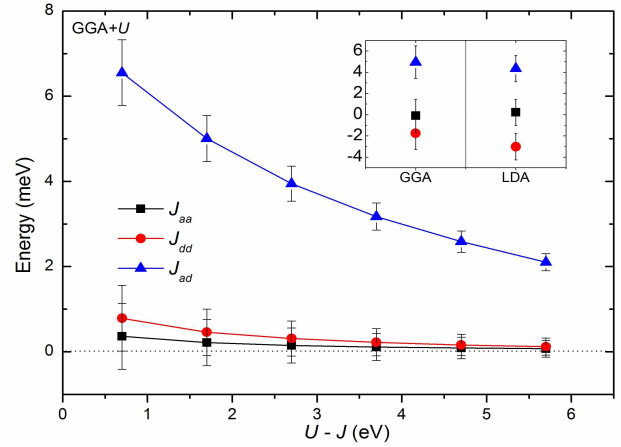 GGA+U
8
6
4
2
0
Energy (meV)
J_aa
J_dd
J_ad
6
4
2
0
-2
-4
GGA LDA
0 1 2 3 4 5 6
U - J (eV)